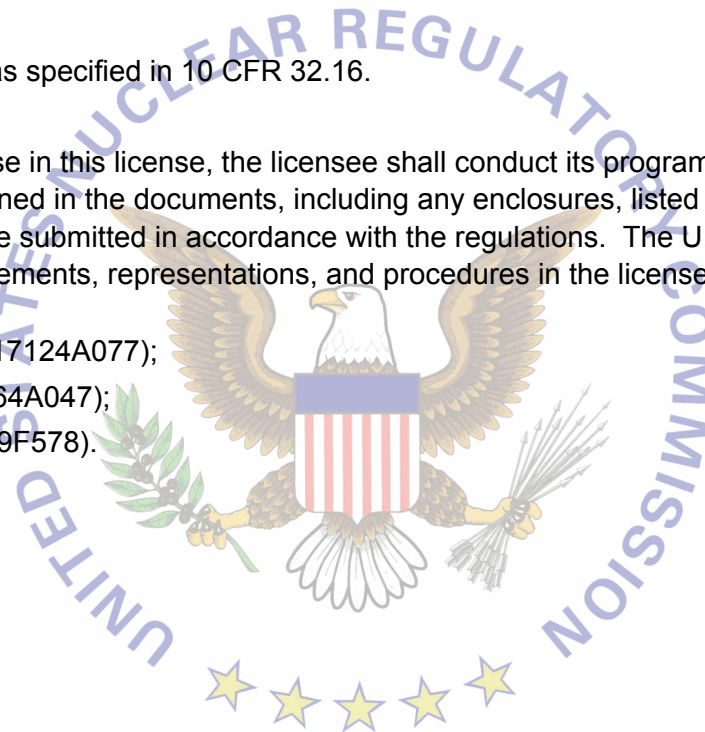 as specified in 10 CFR 32.16.
se in this license, the licensee shall conduct its program
ned in the documents, including any enclosures, listed
e submitted in accordance with the regulations. The U
ements, representations, and procedures in the license
17124A077);
64A047);
9F578).
UNITED STATES NUCLEAR REGULATORY COMMISSION